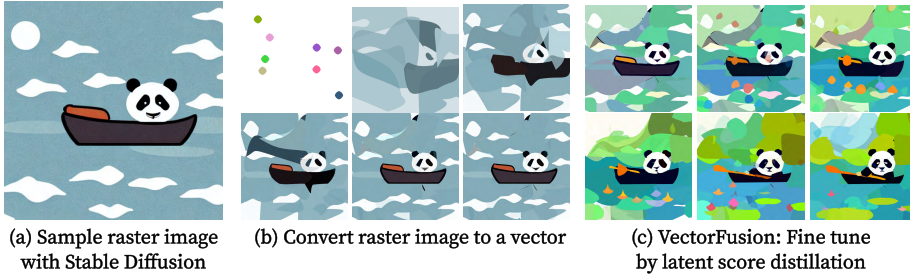 (a) Sample raster image
with Stable Diffusion
(b) Convert raster image to a vector
(c) VectorFusion: Fine tune
by latent score distillation